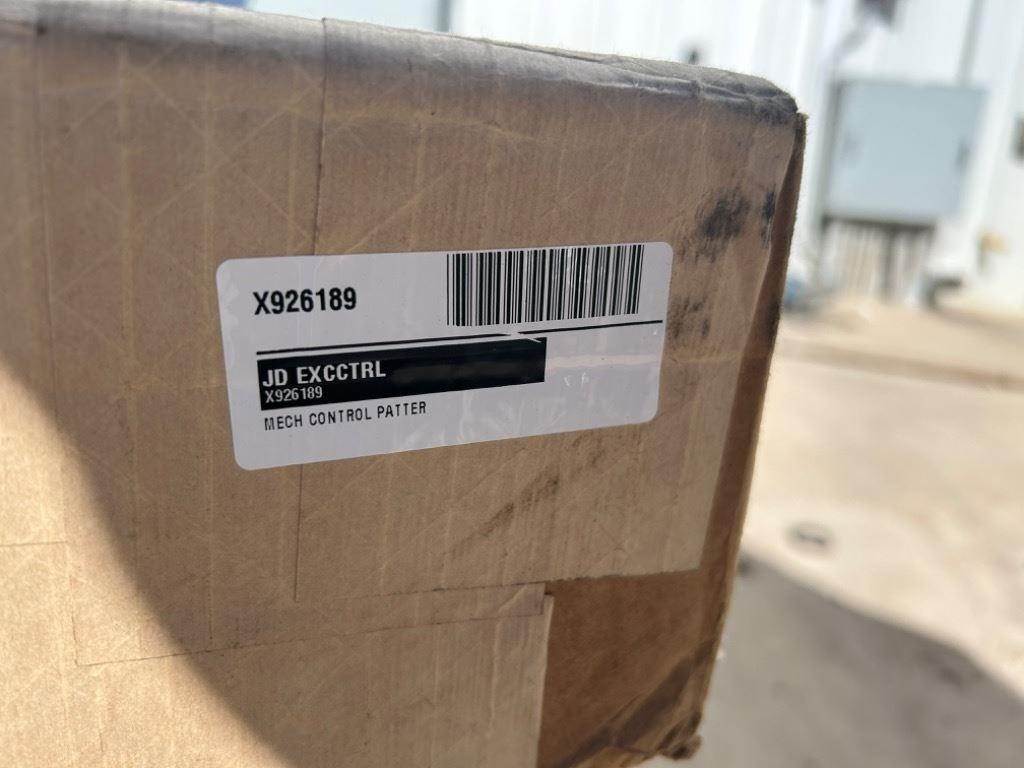 X926189
JD EXCCTRL
X926189
MECH CONTROL PATTER